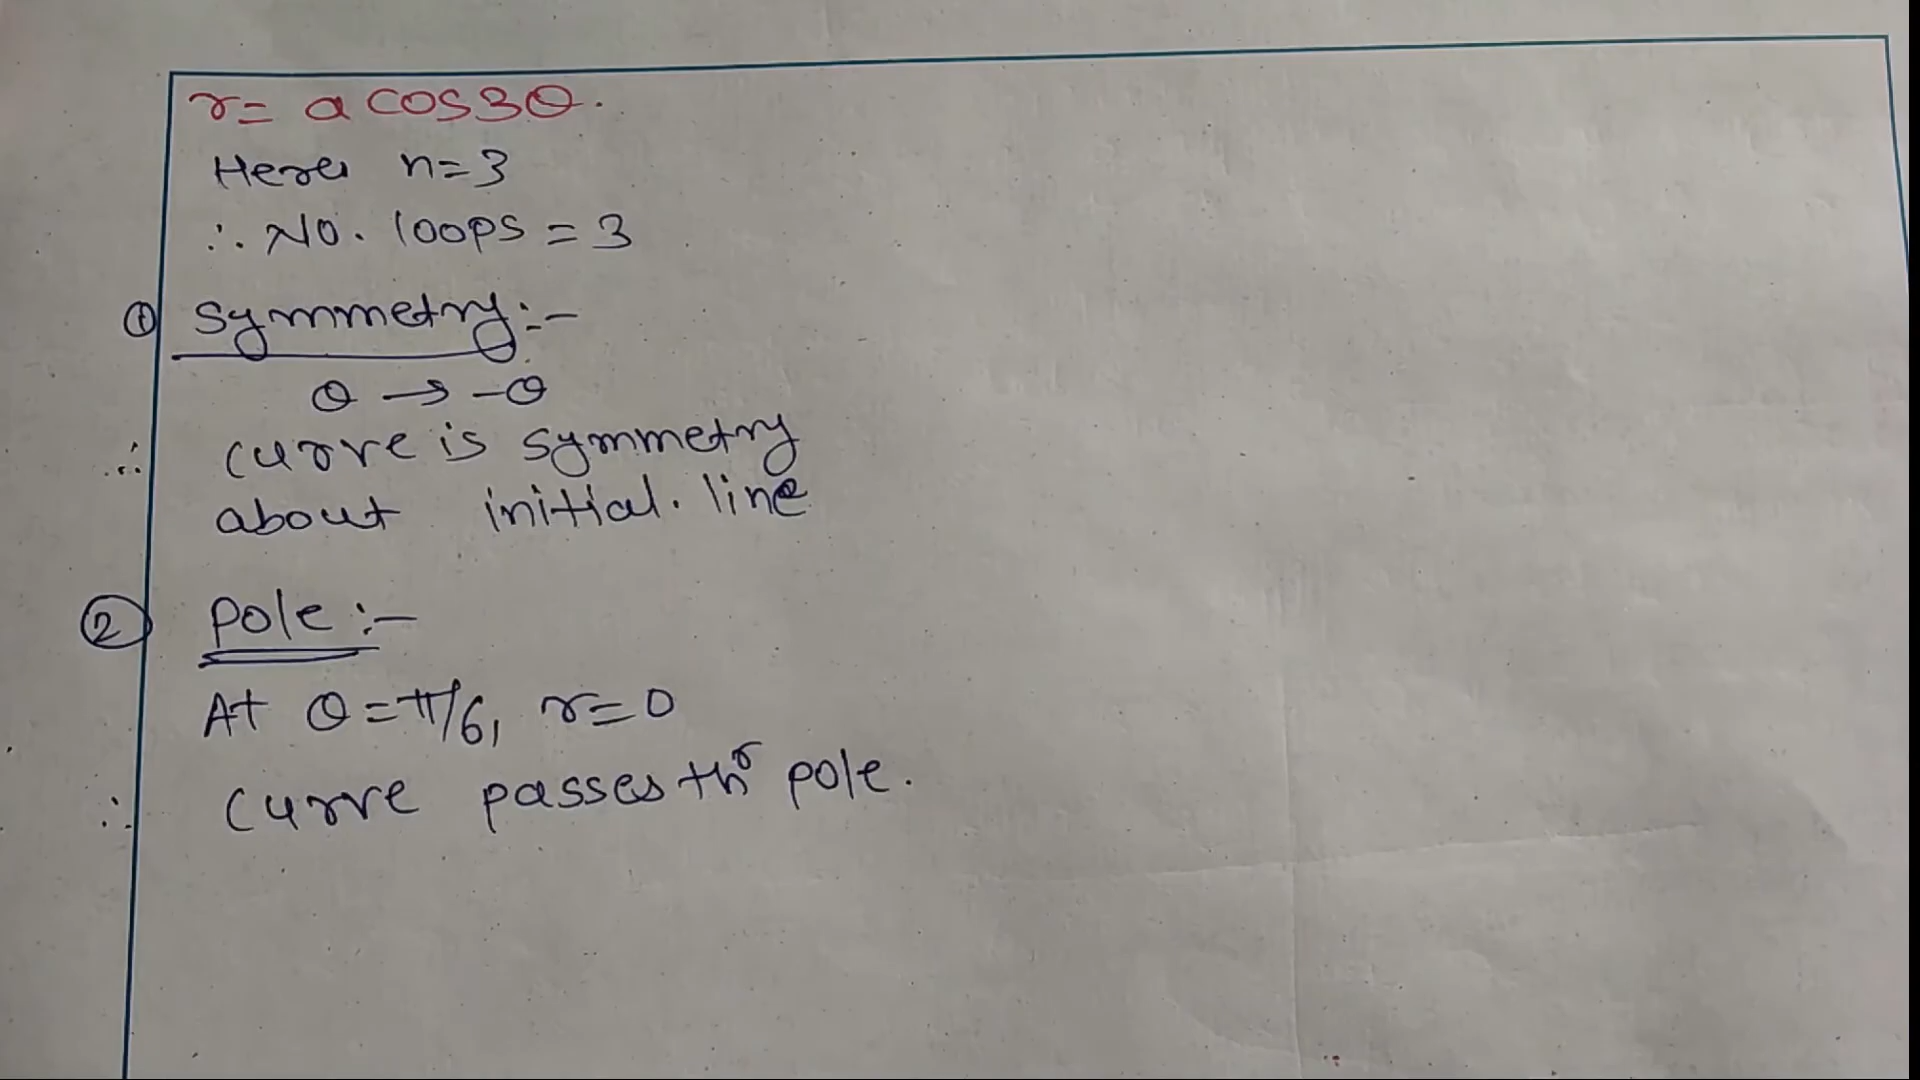 r = a cos3θ.
Here n=3
∴ No. loops = 3
① Symmetry:-
θ → -θ
∴ curve is symmetry
about initial. line
② Pole :-
At θ=π/6, r=0
∴ Curve passes thr pole.